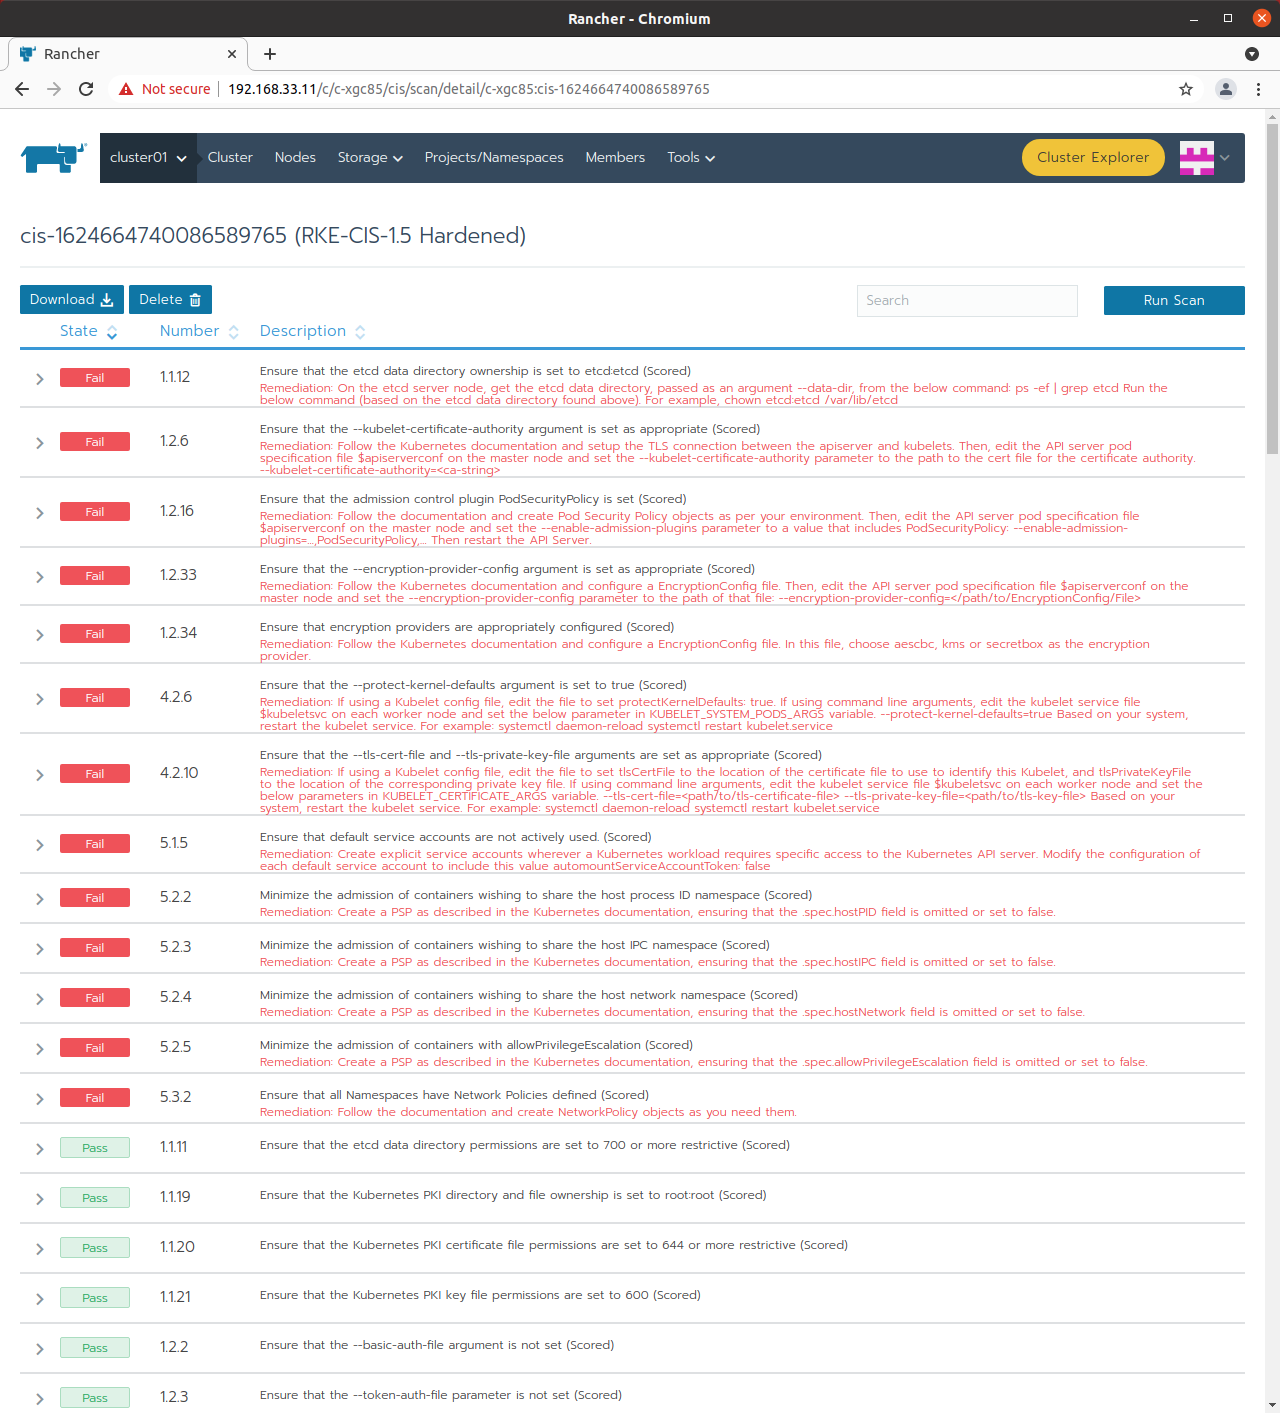 Rancher - Chromium
Rancher
Not secure 192.168.33.11/c/c-xgc85/cis/scan/detail/c-xgc85:cis-1624664740086589765
cluster01 Cluster Nodes Storage Projects/Namespaces Members Tools Cluster Explorer
cis-1624664740086589765 (RKE-CIS-1.5 Hardened)
Download Delete Search Run Scan
State Number Description
Fail 1.1.12 Ensure that the etcd data directory ownership is set to etcd:etcd (Scored)
Remediation: On the etcd server node, get the etcd data directory, passed as an argument --data-dir, from the below command: ps -ef | grep etcd Run the
below command (based on the etcd data directory found above). For example, chown etcd:etcd /var/lib/etcd
Fail 1.2.6 Ensure that the --kubelet-certificate-authority argument is set as appropriate (Scored)
Remediation: Follow the Kubernetes documentation and setup the TLS connection between the apiserver and kubelets. Then, edit the API server pod
specification file $apiserverconf on the master node and set the --kubelet-certificate-authority parameter to the path to the cert file for the certificate authority.
--kubelet-certificate-authority=<ca-string>
Fail 1.2.16 Ensure that the admission control plugin PodSecurityPolicy is set (Scored)
Remediation: Follow the documentation and create Pod Security Policy objects as per your environment. Then, edit the API server pod specification file
$apiserverconf on the master node and set the --enable-admission-plugins parameter to a value that includes PodSecurityPolicy: --enable-admission-
plugins=...,PodSecurityPolicy,... Then restart the API Server.
Fail 1.2.33 Ensure that the --encryption-provider-config argument is set as appropriate (Scored)
Remediation: Follow the Kubernetes documentation and configure a EncryptionConfig file. Then, edit the API server pod specification file $apiserverconf on the
master node and set the --encryption-provider-config parameter to the path of that file: --encryption-provider-config=</path/to/EncryptionConfig/File>
Fail 1.2.34 Ensure that encryption providers are appropriately configured (Scored)
Remediation: Follow the Kubernetes documentation and configure a EncryptionConfig file. In this file, choose aescbc, kms or secretbox as the encryption
provider.
Fail 4.2.6 Ensure that the --protect-kernel-defaults argument is set to true (Scored)
Remediation: If using a Kubelet config file, edit the file to set protectKernelDefaults: true. If using command line arguments, edit the kubelet service file
$kubeletsvc on each worker node and set the below parameter in KUBELET_SYSTEM_PODS_ARGS variable. --protect-kernel-defaults=true Based on your system,
restart the kubelet service. For example: systemctl daemon-reload systemctl restart kubelet.service
Fail 4.2.10 Ensure that the --tls-cert-file and --tls-private-key-file arguments are set as appropriate (Scored)
Remediation: If using a Kubelet config file, edit the file to set tlsCertFile to the location of the certificate file to use to identify this Kubelet, and tlsPrivateKeyFile
to the location of the corresponding private key file. If using command line arguments, edit the kubelet service file $kubeletsvc on each worker node and set the
below parameters in KUBELET_CERTIFICATE_ARGS variable. --tls-cert-file=<path/to/tls-certificate-file> --tls-private-key-file=<path/to/tls-key-file> Based on your
system, restart the kubelet service. For example: systemctl daemon-reload systemctl restart kubelet.service
Fail 5.1.5 Ensure that default service accounts are not actively used. (Scored)
Remediation: Create explicit service accounts wherever a Kubernetes workload requires specific access to the Kubernetes API server. Modify the configuration of
each default service account to include this value automountServiceAccountToken: false
Fail 5.2.2 Minimize the admission of containers wishing to share the host process ID namespace (Scored)
Remediation: Create a PSP as described in the Kubernetes documentation, ensuring that the .spec.hostPID field is omitted or set to false.
Fail 5.2.3 Minimize the admission of containers wishing to share the host IPC namespace (Scored)
Remediation: Create a PSP as described in the Kubernetes documentation, ensuring that the .spec.hostIPC field is omitted or set to false.
Fail 5.2.4 Minimize the admission of containers wishing to share the host network namespace (Scored)
Remediation: Create a PSP as described in the Kubernetes documentation, ensuring that the .spec.hostNetwork field is omitted or set to false.
Fail 5.2.5 Minimize the admission of containers with allowPrivilegeEscalation (Scored)
Remediation: Create a PSP as described in the Kubernetes documentation, ensuring that the .spec.allowPrivilegeEscalation field is omitted or set to false.
Fail 5.3.2 Ensure that all Namespaces have Network Policies defined (Scored)
Remediation: Follow the documentation and create NetworkPolicy objects as you need them.
Pass 1.1.11 Ensure that the etcd data directory permissions are set to 700 or more restrictive (Scored)
Pass 1.1.19 Ensure that the Kubernetes PKI directory and file ownership is set to root:root (Scored)
Pass 1.1.20 Ensure that the Kubernetes PKI certificate file permissions are set to 644 or more restrictive (Scored)
Pass 1.1.21 Ensure that the Kubernetes PKI key file permissions are set to 600 (Scored)
Pass 1.2.2 Ensure that the --basic-auth-file argument is not set (Scored)
Pass 1.2.3 Ensure that the --token-auth-file parameter is not set (Scored)